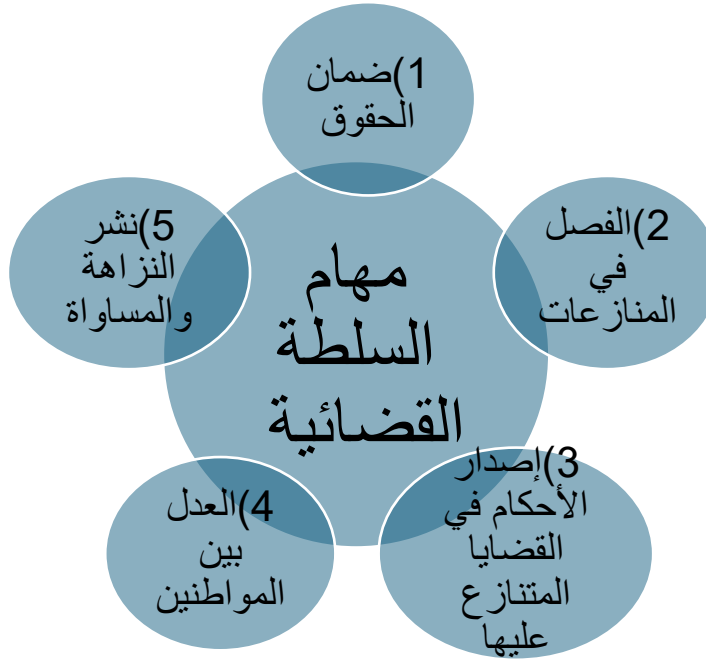 1)ضمان
الحقوق
2)الفصل
في
المنازعات
3)إصدار
الأحكام في
القضايا
المتنازع
عليها
4)العدل
بين
المواطنين
5)نشر
النزاهة
والمساواة
مهام
السلطة
القضائية